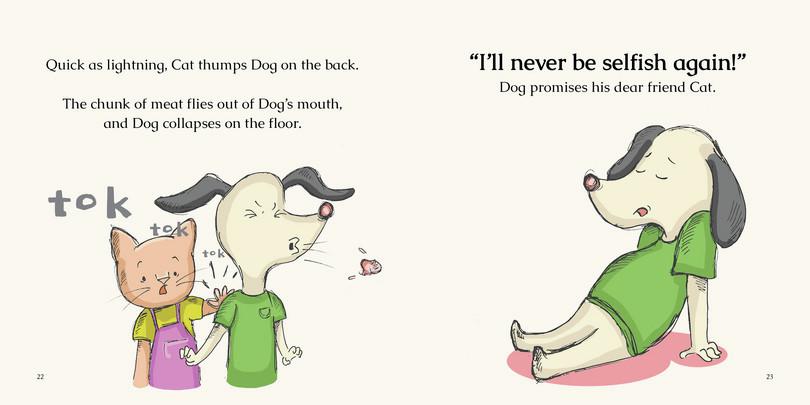 Quick as lightning, Cat thumps Dog on the back.
The chunk of meat flies out of Dog’s mouth,
and Dog collapses on the floor.
tok
tok
tok
22
“I’ll never be selfish again!”
Dog promises his dear friend Cat.
23